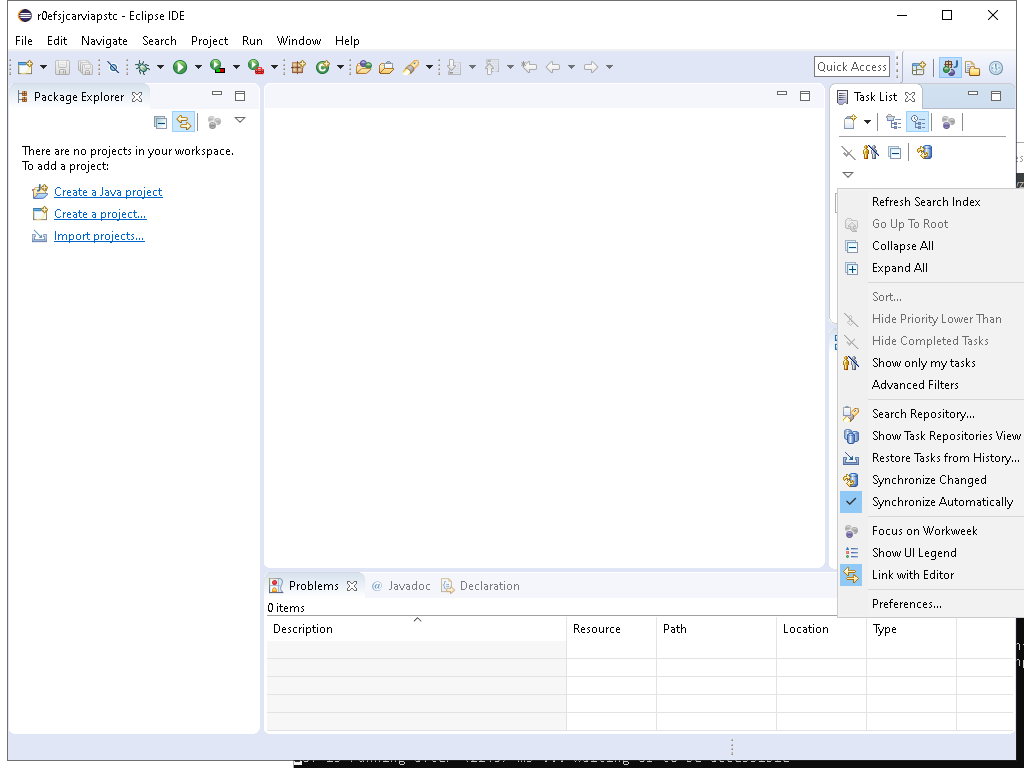 r0efsjcarviapstc - Eclipse IDE
File Edit Navigate Search Project Run Window Help
Quick Access
Package Explorer
Task List
There are no projects in your workspace.
To add a project:
Create a Java project
Create a project...
Import projects...
Refresh Search Index
Go Up To Root
Collapse All
Expand All
Sort...
Hide Priority Lower Than
Hide Completed Tasks
Show only my tasks
Advanced Filters
Search Repository...
Show Task Repositories View
Restore Tasks from History...
Synchronize Changed
Synchronize Automatically
Focus on Workweek
Show UI Legend
Link with Editor
Preferences...
Problems @ Javadoc Declaration
0 items
Description Resource Path Location Type